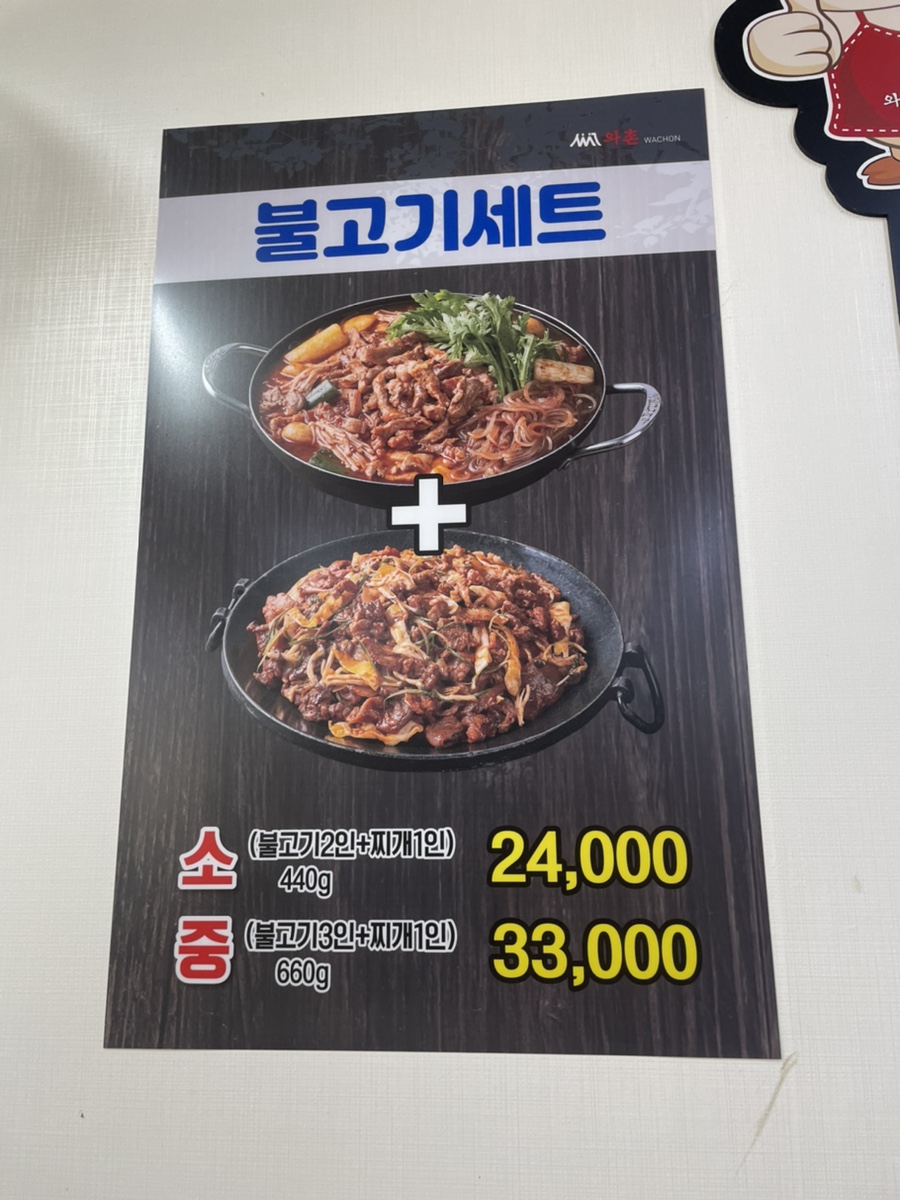 와촌 WACHON
불고기세트
소 (불고기2인+찌개1인) 24,000
440g
중 (불고기3인+찌개1인) 33,000
660g
와